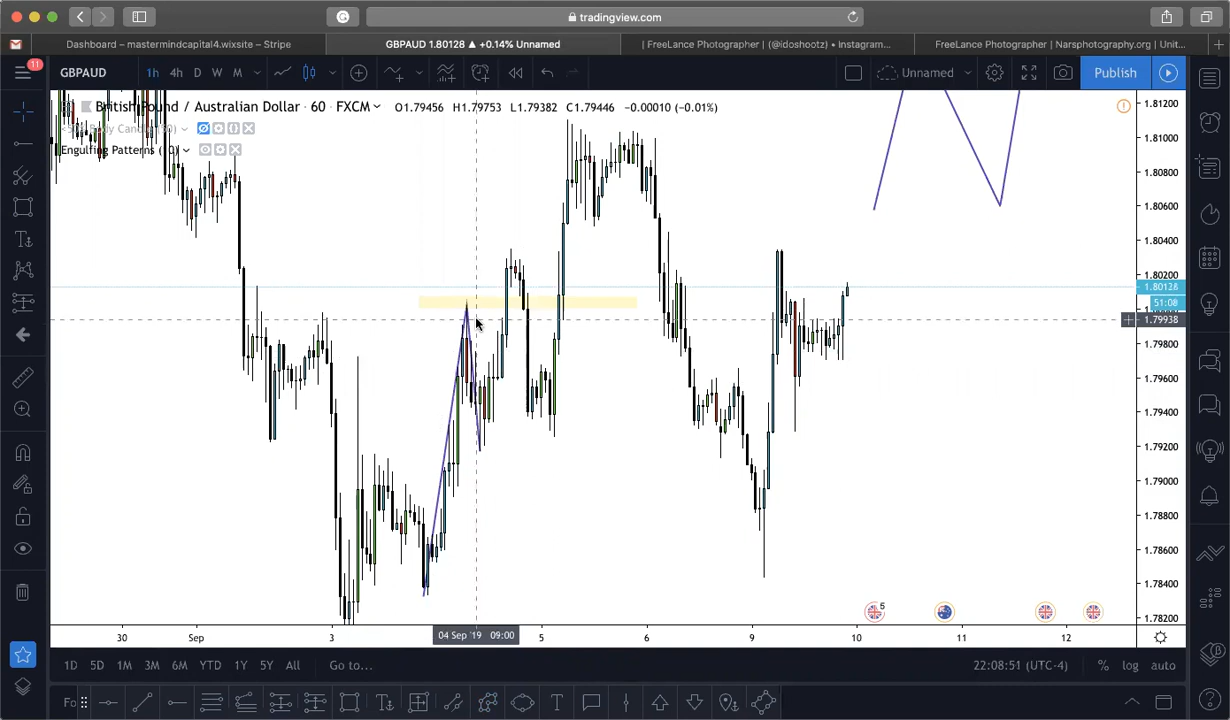 tradingview.com
Dashboard – mastermindcapital4.wixsite – Stripe
GBPAUD 1.80128 ▲ +0.14% Unnamed
| FreeLance Photographer | (@idoshootz) • Instagram...
FreeLance Photographer | Narsphotography.org | Unit...
11
GBPAUD
1h 4h D W M
Unnamed
Publish
British Pound / Australian Dollar • 60 • FXCM
O1.79456 H1.79753 L1.79382 C1.79446 −0.00010 (−0.01%)
Engulfing Patterns
1.81200
1.81000
1.80800
1.80600
1.80400
1.80200
1.80128
51:08
1.79938
1.79800
1.79600
1.79400
1.79200
1.79000
1.78800
1.78600
1.78400
1.78200
5
30 Sep 3 04 Sep '19 09:00 5 6 9 10 11 12
1D 5D 1M 3M 6M YTD 1Y 5Y All Go to...
22:08:51 (UTC-4) % log auto
Fo